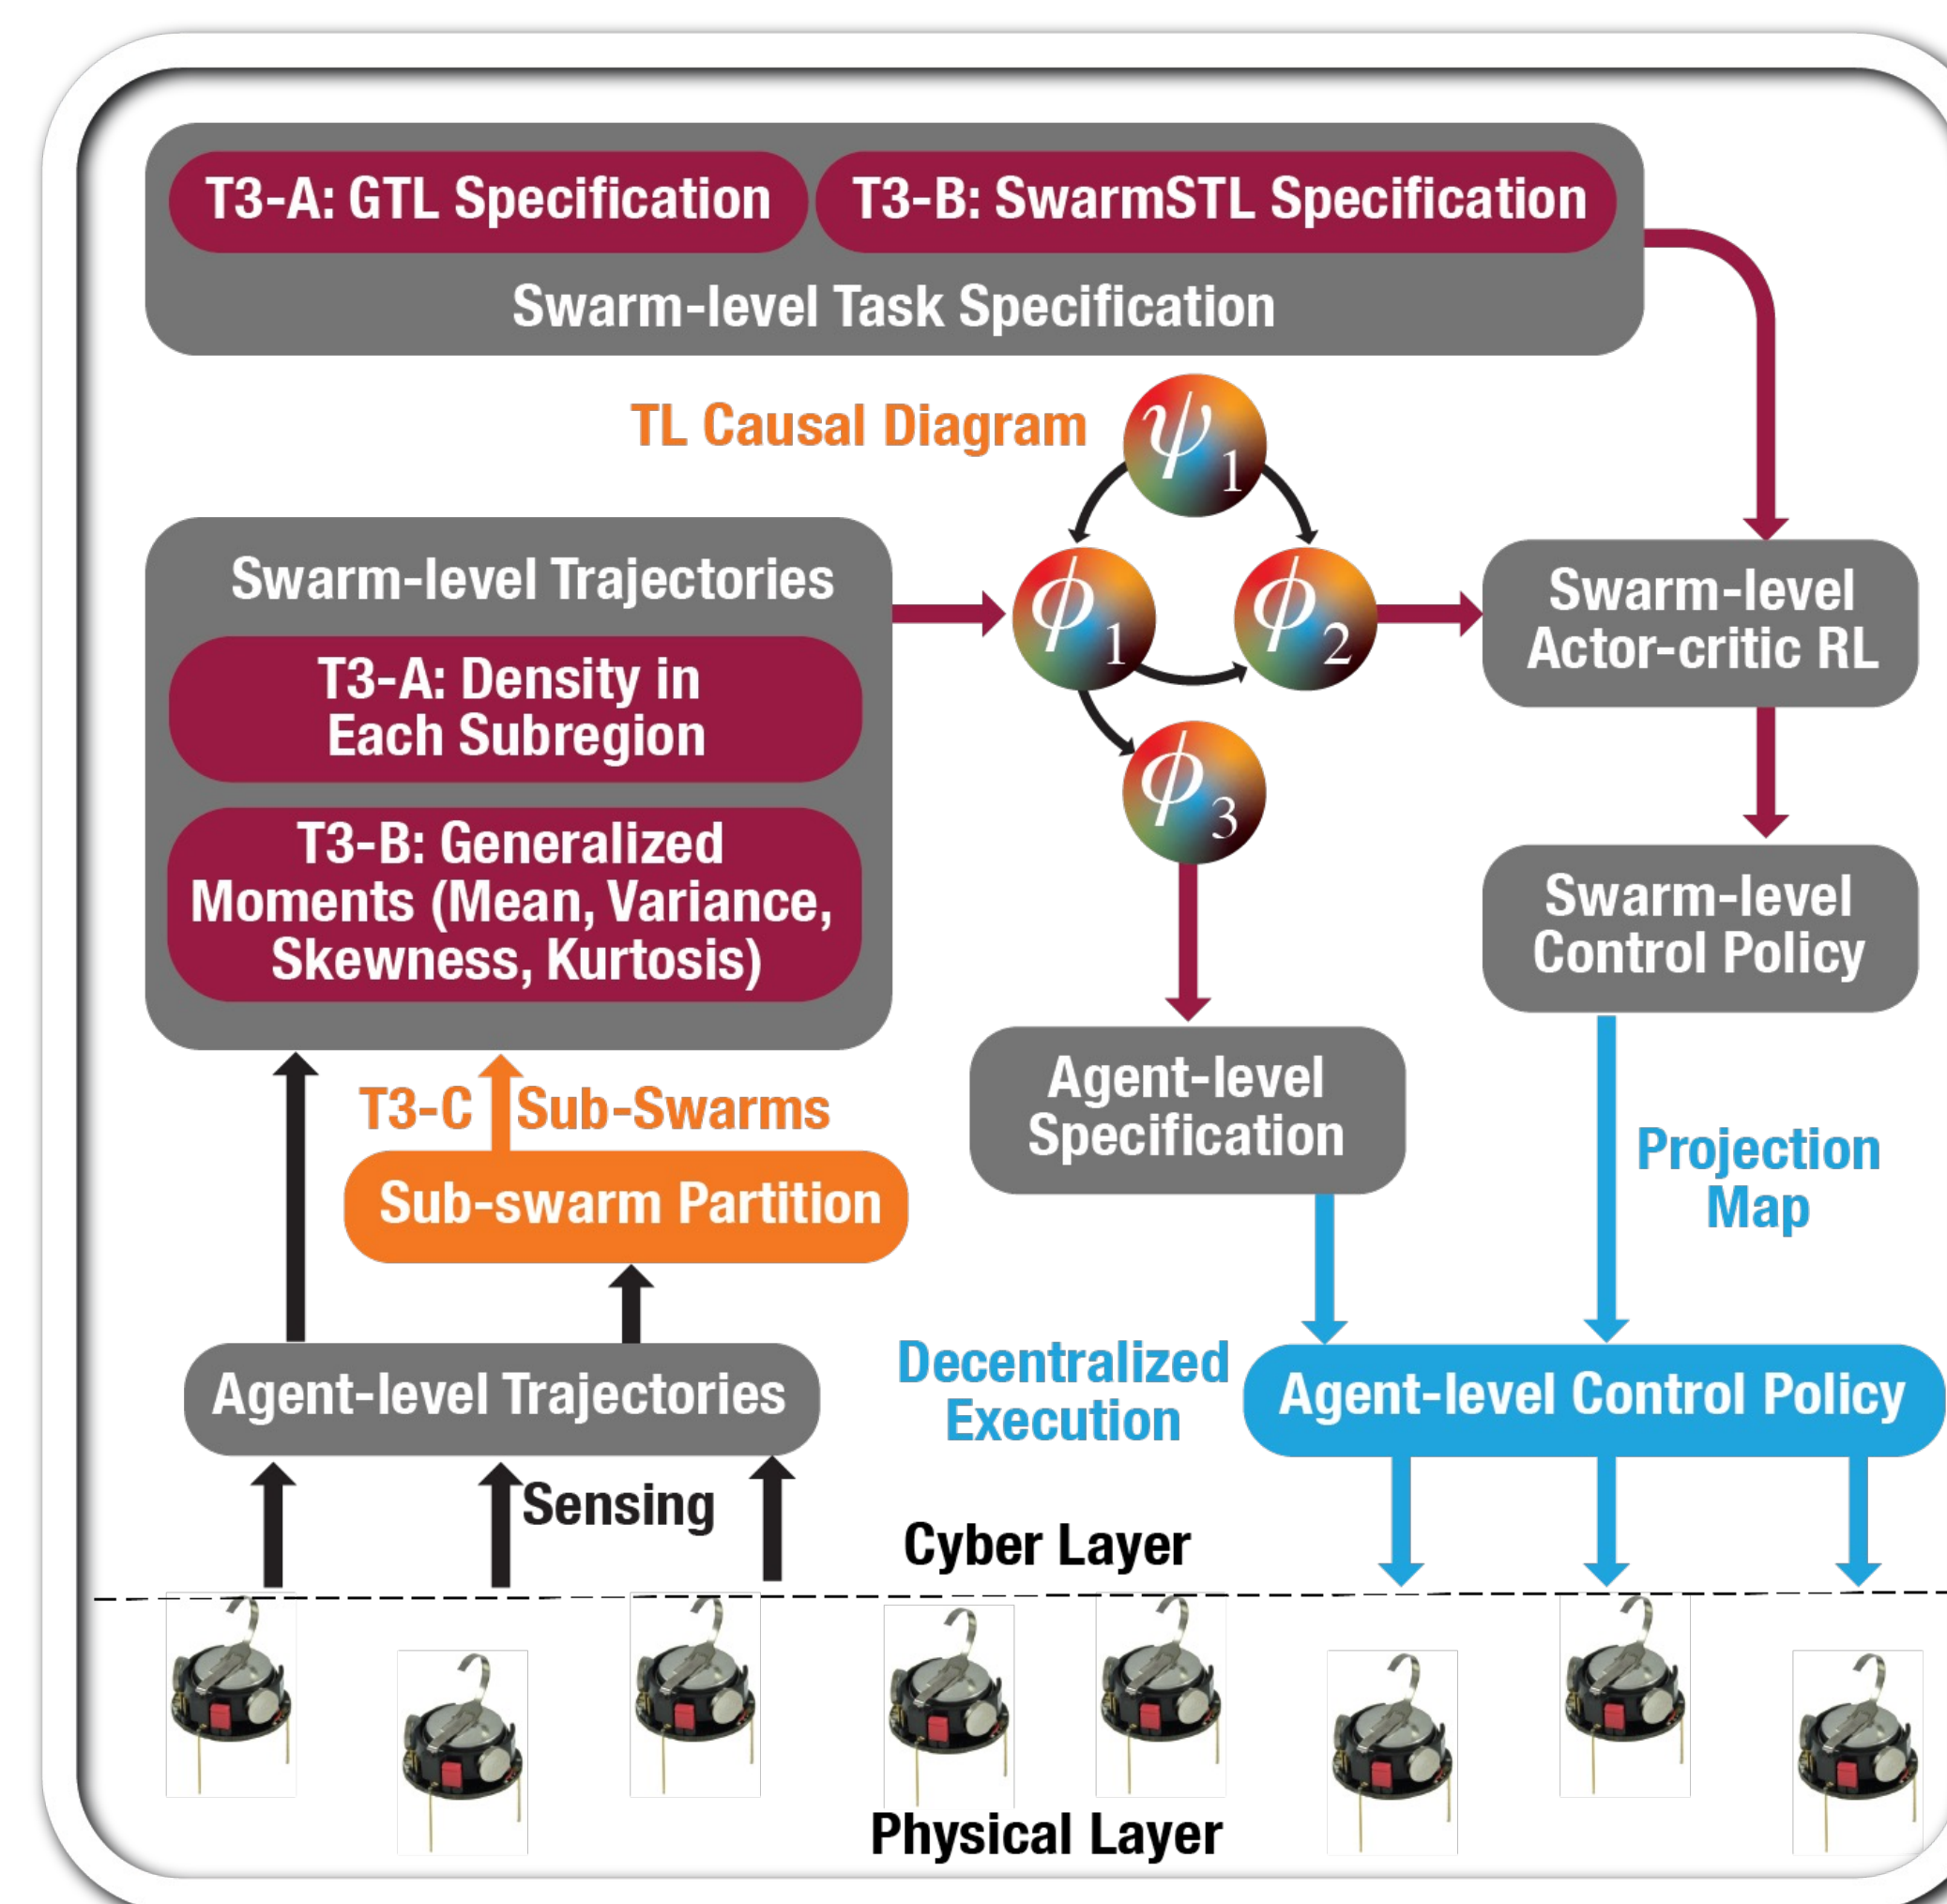 T3-A: GTL Specification
T3-B: SwarmSTL Specification
Swarm-level Task Specification
TL Causal Diagram
ψ1
ϕ1
ϕ2
ϕ3
Swarm-level Trajectories
T3-A: Density in
Each Subregion
T3-B: Generalized
Moments (Mean, Variance,
Skewness, Kurtosis)
Swarm-level
Actor-critic RL
Swarm-level
Control Policy
Agent-level
Specification
T3-C Sub-Swarms
Sub-swarm Partition
Projection
Map
Agent-level Trajectories
Decentralized
Execution
Agent-level Control Policy
Sensing
Cyber Layer
Physical Layer